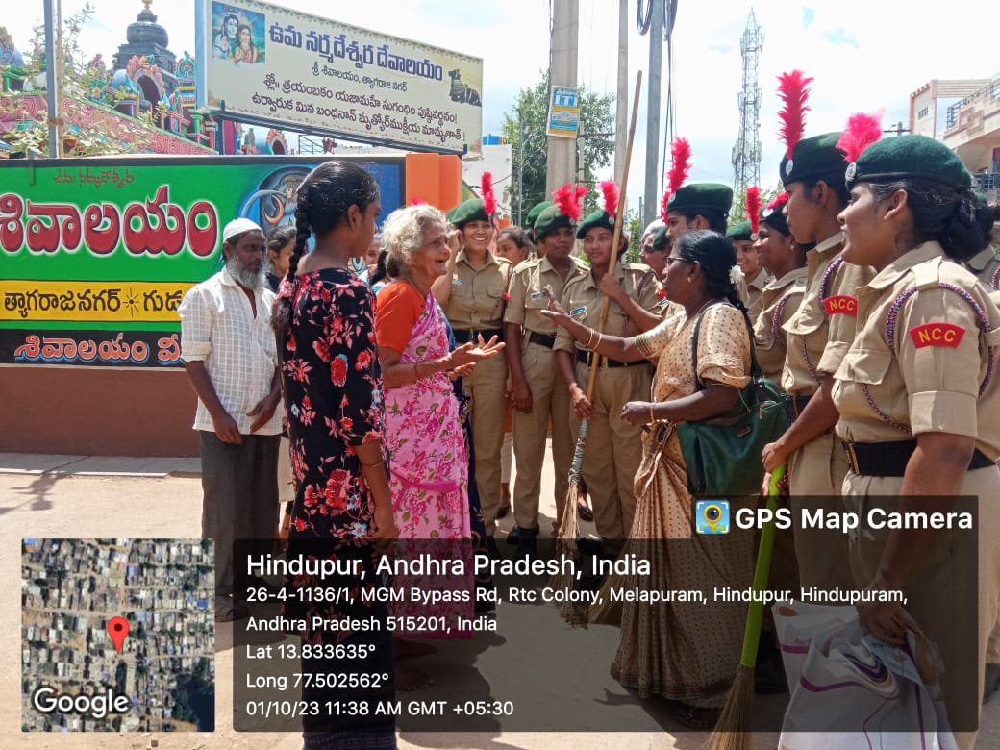 ఉమ నర్మదేశ్వర దేవాలయం
శ్రీ శివాలయం, త్యాగరాజ నగర్
శ్లో॥ త్రయంబకం యజామహే సుగంధిం పుష్టివర్థనం।
ఉర్వారుక మిన బంధనాన్ మృత్యోర్ముక్షీయ మామృతాత్॥
ఉమ నర్మదేశ్వర
శివాలయం
త్యాగరాజనగర్
శివాలయం వీ
NCC
NCC
GPS Map Camera
Hindupur, Andhra Pradesh, India
26-4-1136/1, MGM Bypass Rd, Rtc Colony, Melapuram, Hindupur, Hindupuram,
Andhra Pradesh 515201, India
Lat 13.833635°
Long 77.502562°
01/10/23 11:38 AM GMT +05:30
Google